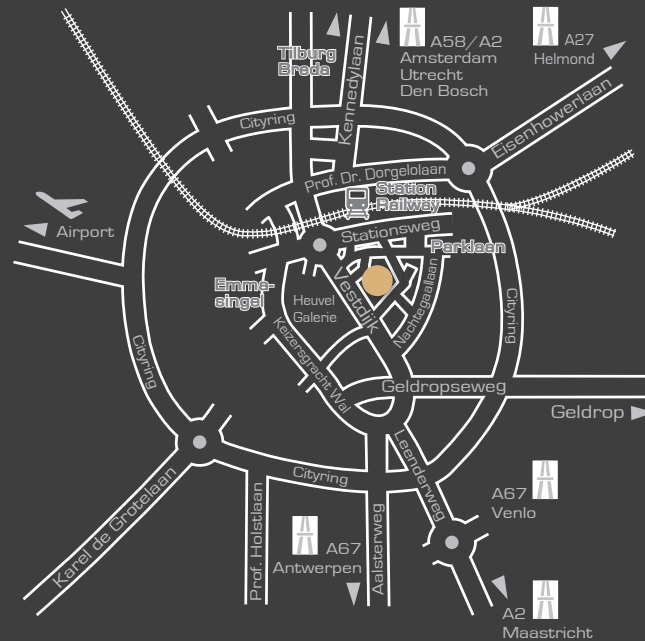 Tilburg
Breda
Kennedylaan
A58/A2
Amsterdam
Utrecht
Den Bosch
A27
Helmond
Eisenhowerlaan
Cityring
Prof. Dr. Dorgelolaan
Station
Railway
Airport
Stationsweg
Parklaan
Emma-
singel
Heuvel
Galerie
Vestdijk
Nachtegaallaan
Cityring
Keizersgracht
Wal
Cityring
Geldropseweg
Geldrop
Leenderweg
Cityring
A67
Venlo
Karel de Grotelaan
Prof. Holstlaan
A67
Antwerpen
Aalsterweg
A2
Maastricht